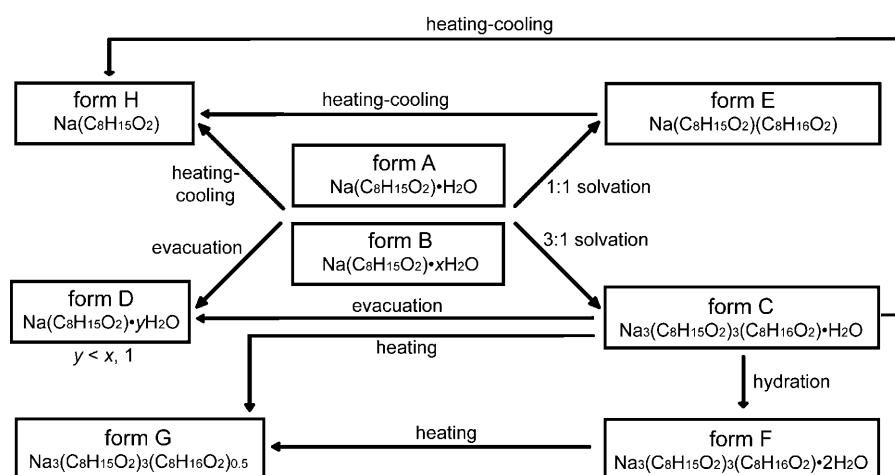 heating-cooling
form H
Na(C₈H₁₅O₂)
heating-cooling
form E
Na(C₈H₁₅O₂)(C₈H₁₆O₂)
heating-
cooling
form A
Na(C₈H₁₅O₂)•H₂O
1:1 solvation
evacuation
form B
Na(C₈H₁₅O₂)•xH₂O
3:1 solvation
form D
Na(C₈H₁₅O₂)•yH₂O
y < x, 1
evacuation
heating
form C
Na₃(C₈H₁₅O₂)₃(C₈H₁₆O₂)•H₂O
hydration
form G
Na₃(C₈H₁₅O₂)₃(C₈H₁₆O₂)₀.₅
heating
form F
Na₃(C₈H₁₅O₂)₃(C₈H₁₆O₂)•2H₂O